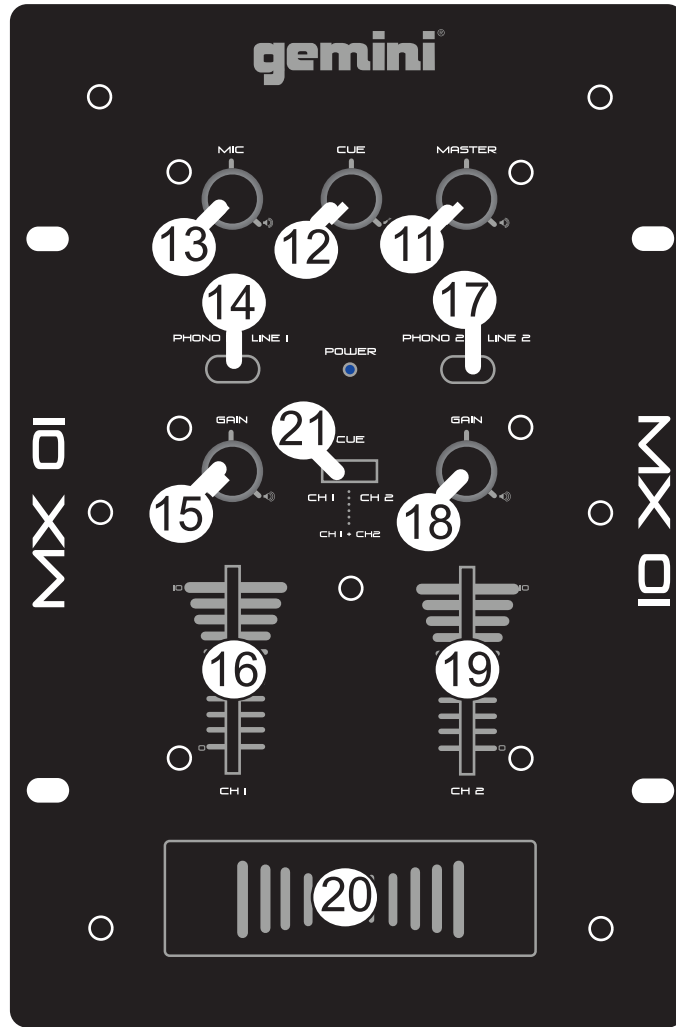 gemini®
MIC CUE MASTER
13 12 11
14 17
PHONO LINE 1 POWER PHONO 2 LINE 2
GAIN 21 CUE GAIN
MX 01 MX 01
15 CH 1 CH 2 18
CH 1 + CH2
10 10
16 19
0 0
CH 1 CH 2
20